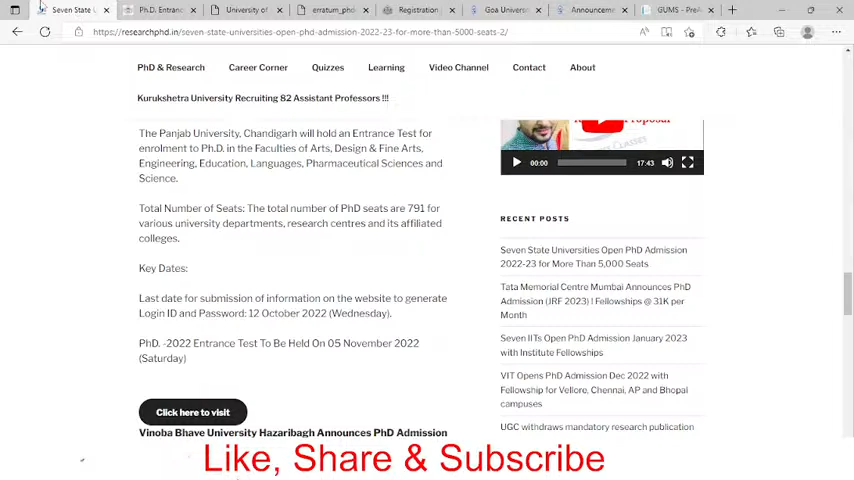 Seven State U
Ph.D. Entranc
University of
erratum_phd
Registration
Goa Univers
Announceme
GUMS - PreA
https://researchphd.in/seven-state-universities-open-phd-admission-2022-23-for-more-than-5000-seats-2/
PhD & Research
Career Corner
Quizzes
Learning
Video Channel
Contact
About
Kurukshetra University Recruiting 82 Assistant Professors !!!
The Panjab University, Chandigarh will hold an Entrance Test for
enrolment to Ph.D. in the Faculties of Arts, Design & Fine Arts,
Engineering, Education, Languages, Pharmaceutical Sciences and
Science.
Total Number of Seats: The total number of PhD seats are 791 for
various university departments, research centres and its affiliated
colleges.
Key Dates:
Last date for submission of information on the website to generate
Login ID and Password: 12 October 2022 (Wednesday).
PhD. -2022 Entrance Test To Be Held On 05 November 2022
(Saturday)
Click here to visit
Vinoba Bhave University Hazaribagh Announces PhD Admission
00:00
17:43
RECENT POSTS
Seven State Universities Open PhD Admission
2022-23 for More Than 5,000 Seats
Tata Memorial Centre Mumbai Announces PhD
Admission (JRF 2023) I Fellowships @ 31K per
Month
Seven IITs Open PhD Admission January 2023
with Institute Fellowships
VIT Opens PhD Admission Dec 2022 with
Fellowship for Vellore, Chennai, AP and Bhopal
campuses
UGC withdraws mandatory research publication
Like, Share & Subscribe